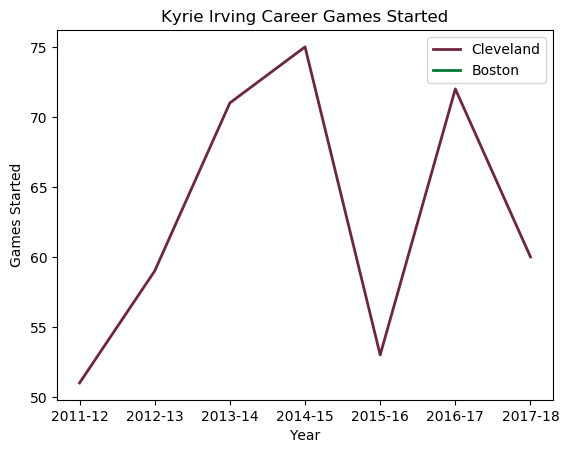 Kyrie Irving Career Games Started
Cleveland
Boston
75
70
65
60
55
50
Games Started
2011-12 2012-13 2013-14 2014-15 2015-16 2016-17 2017-18
Year